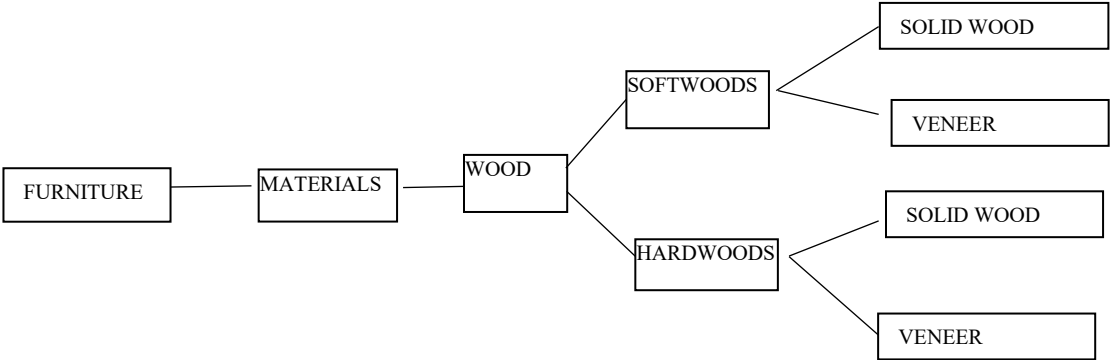 FURNITURE
MATERIALS
WOOD
SOFTWOODS
SOLID WOOD
VENEER
HARDWOODS
SOLID WOOD
VENEER